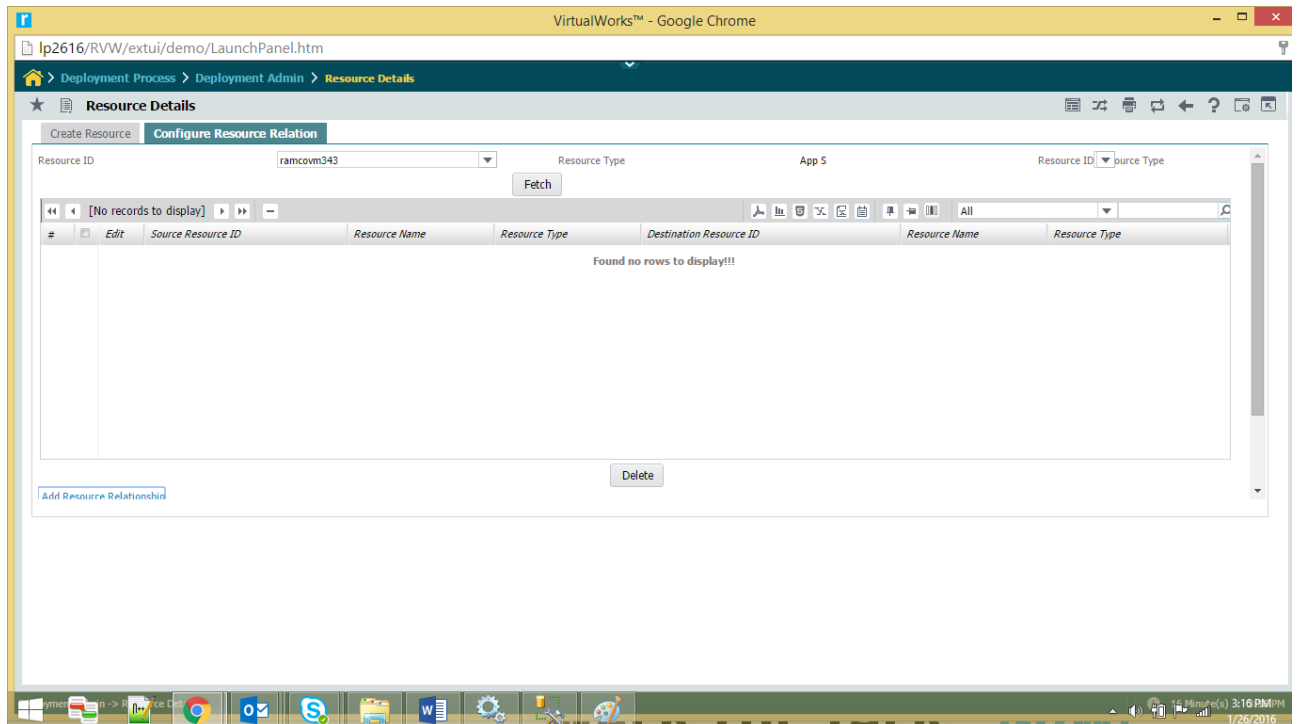 VirtualWorks™ - Google Chrome
lp2616/RVW/extui/demo/LaunchPanel.htm
> Deployment Process > Deployment Admin > Resource Details
Resource Details
Create Resource Configure Resource Relation
Resource ID ramcovm343 Resource Type App S Resource ID ource Type
Fetch
[No records to display] All
# Edit Source Resource ID Resource Name Resource Type Destination Resource ID Resource Name Resource Type
Found no rows to display!!!
Delete
Add Resource Relationship
Minute(s) 3:16 PM
1/26/2016